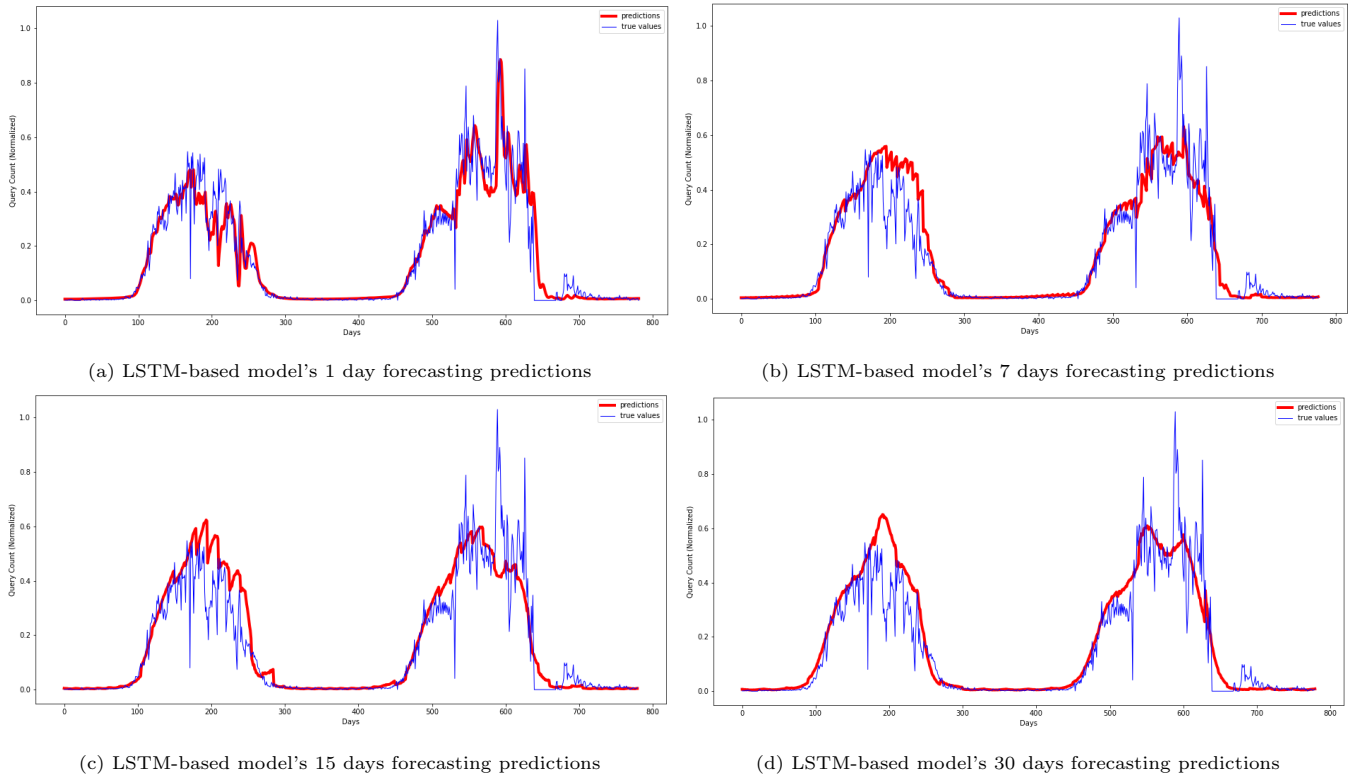 predictions
true values
1.0
0.8
0.6
0.4
0.2
0.0
Query Count (Normalized)
0 100 200 300 400 500 600 700 800
Days
(a) LSTM-based model's 1 day forecasting predictions
predictions
true values
1.0
0.8
0.6
0.4
0.2
0.0
Query Count (Normalized)
0 100 200 300 400 500 600 700 800
Days
(b) LSTM-based model's 7 days forecasting predictions
predictions
true values
1.0
0.8
0.6
0.4
0.2
0.0
Query Count (Normalized)
0 100 200 300 400 500 600 700 800
Days
(c) LSTM-based model's 15 days forecasting predictions
predictions
true values
1.0
0.8
0.6
0.4
0.2
0.0
Query Count (Normalized)
0 100 200 300 400 500 600 700 800
Days
(d) LSTM-based model's 30 days forecasting predictions